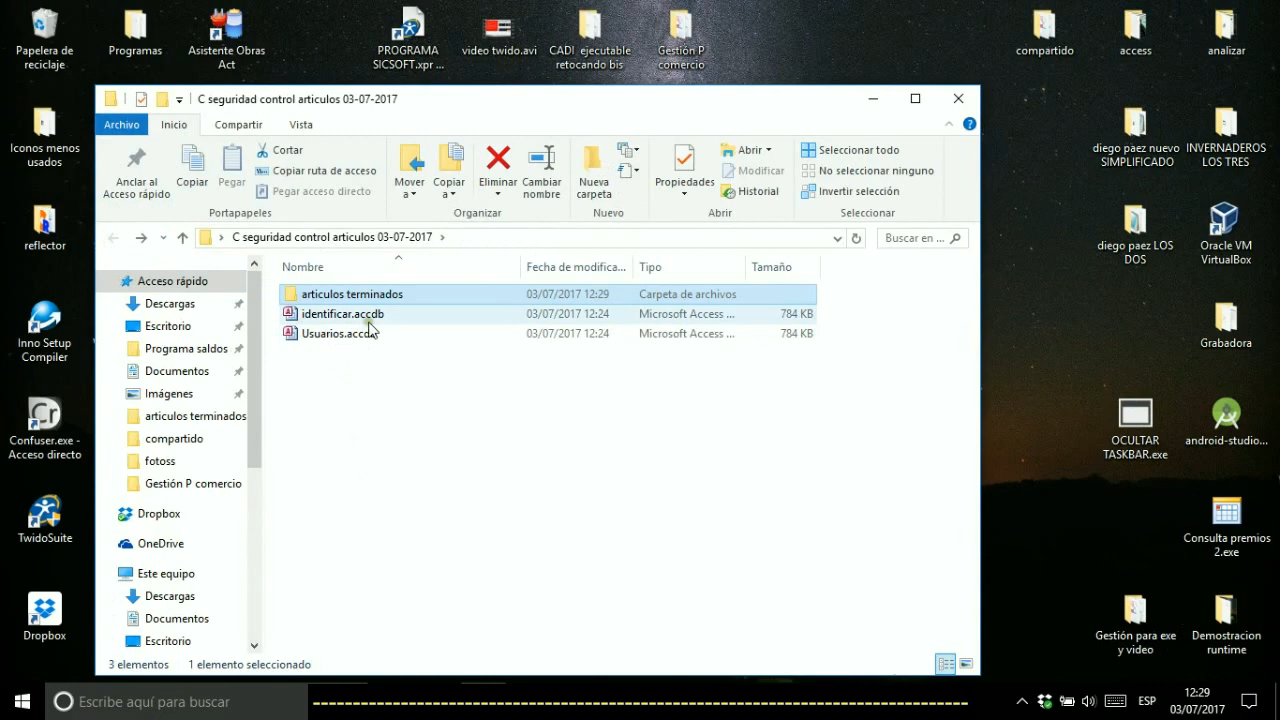 Papelera de
reciclaje
Programas
Asistente Obras
Act
PROGRAMA
SICSOFT.xpr ...
video twido.avi
CADI ejecutable
retocando bis
Gestión P
comercio
compartido
access
analizar
C seguridad control articulos 03-07-2017
Archivo
Inicio
Compartir
Vista
Anclar al
Acceso rápido
Copiar
Pegar
Cortar
Copiar ruta de acceso
Pegar acceso directo
Portapapeles
Mover
a
Copiar
a
Eliminar
Cambiar
nombre
Organizar
Nueva
carpeta
Nuevo
Propiedades
Abrir
Modificar
Historial
Abrir
Seleccionar todo
No seleccionar ninguno
Invertir selección
Seleccionar
C seguridad control articulos 03-07-2017
Buscar en ...
Nombre
Fecha de modifica...
Tipo
Tamaño
articulos terminados
03/07/2017 12:29
Carpeta de archivos
identificar.accdb
03/07/2017 12:24
Microsoft Access ...
784 KB
03/07/2017 12:24
Microsoft Access ...
784 KB
Acceso rápido
Descargas
Escritorio
Programa saldos
Documentos
Imágenes
articulos terminados
compartido
fotoss
Gestión P comercio
Dropbox
OneDrive
Este equipo
Descargas
Documentos
Escritorio
3 elementos
1 elemento seleccionado
Iconos menos
usados
reflector
Inno Setup
Compiler
Cr
Confuser.exe -
Acceso directo
TwidoSuite
Dropbox
diego paez nuevo
SIMPLIFICADO
INVERNADEROS
LOS TRES
diego paez LOS
DOS
Oracle VM
VirtualBox
Grabadora
OCULTAR
TASKBAR.exe
android-studio...
Consulta premios
2.exe
Gestión para exe
y video
Demostracion
runtime
Escribe aquí para buscar
ESP
12:29
03/07/2017